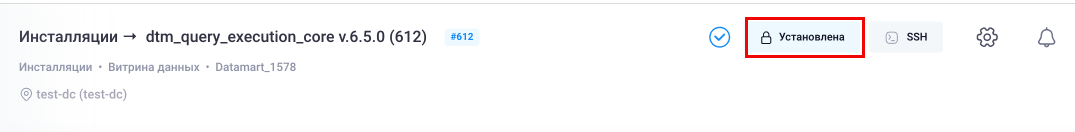 Инсталляции → dtm_query_execution_core v.6.5.0 (612) #612 Установлена SSH
Инсталляции • Витрина данных • Datamart_1578
test-dc (test-dc)